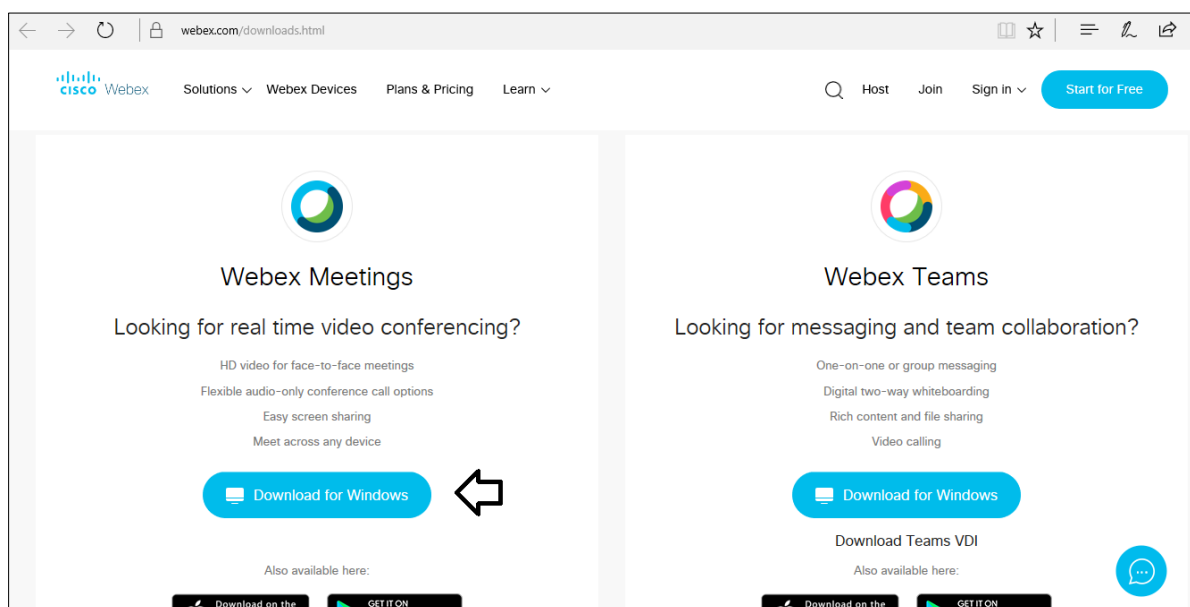 webex.com/downloads.html
cisco Webex Solutions Webex Devices Plans & Pricing Learn Host Join Sign in Start for Free
Webex Meetings
Looking for real time video conferencing?
HD video for face-to-face meetings
Flexible audio-only conference call options
Easy screen sharing
Meet across any device
Download for Windows
Also available here:
Download on the
GET IT ON
Webex Teams
Looking for messaging and team collaboration?
One-on-one or group messaging
Digital two-way whiteboarding
Rich content and file sharing
Video calling
Download for Windows
Download Teams VDI
Also available here:
Download on the
GET IT ON